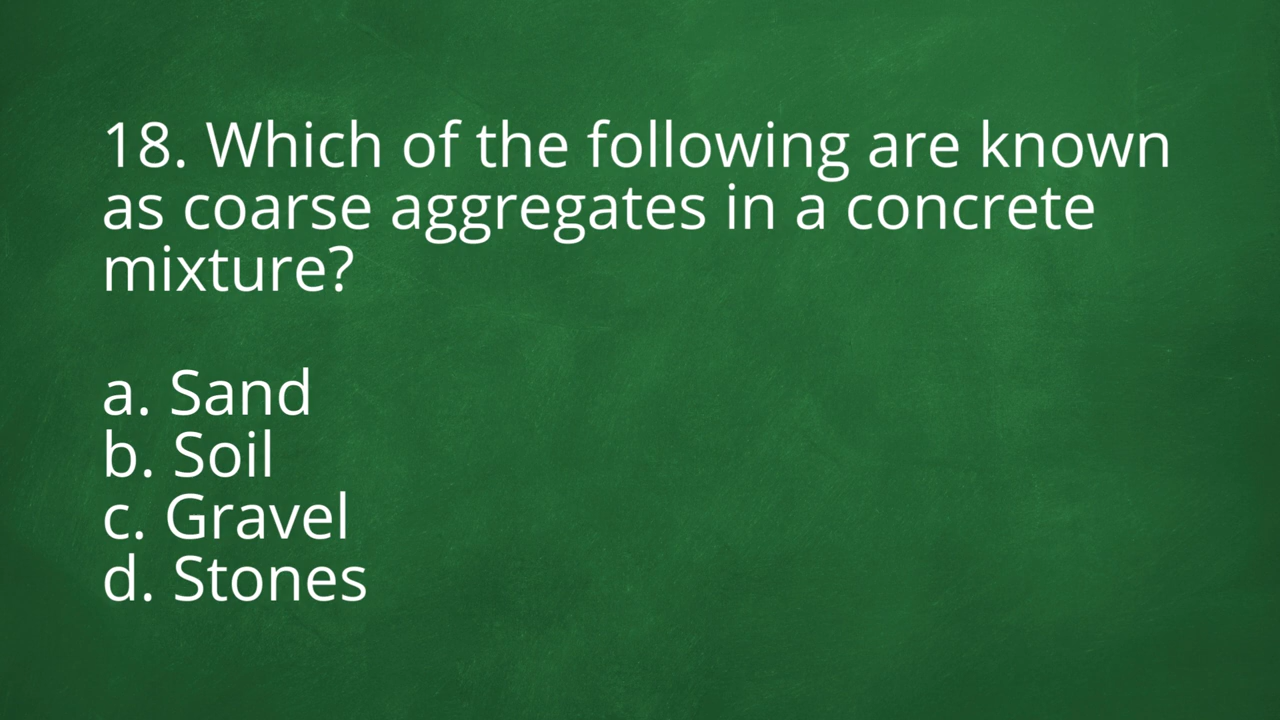 18. Which of the following are known
as coarse aggregates in a concrete
mixture?
a. Sand
b. Soil
c. Gravel
d. Stones